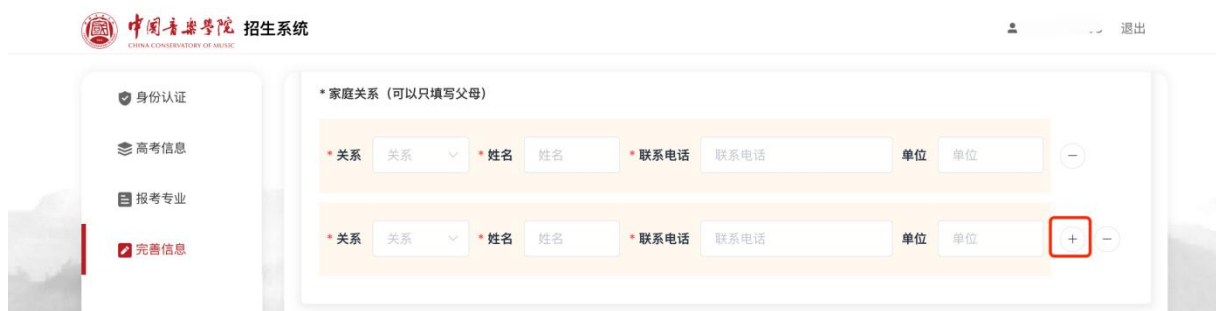 中国音乐学院 招生系统
CHINA CONSERVATORY OF MUSIC
退出
身份认证
高考信息
报考专业
完善信息
* 家庭关系（可以只填写父母）
* 关系 关系 * 姓名 姓名 * 联系电话 联系电话 单位 单位
* 关系 关系 * 姓名 姓名 * 联系电话 联系电话 单位 单位